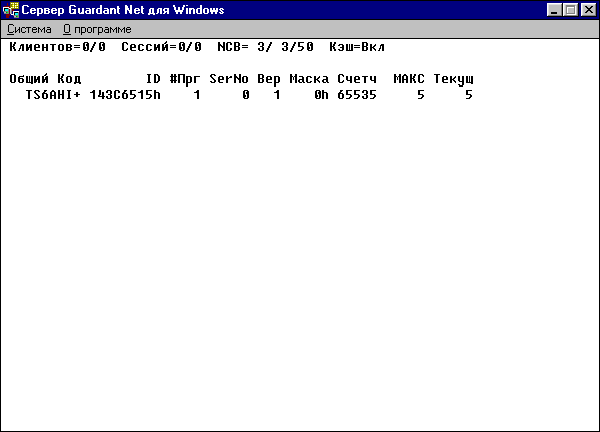 Сервер Guardant Net для Windows
Система О программе
Клиентов=0/0 Сессий=0/0 NCB= 3/ 3/50 Кэш=Вкл
Общий Код ID #Прг SerNo Вер Маска Счетч МАКС Текущ
TS6AHI+ 143C6515h 1 0 1 0h 65535 5 5